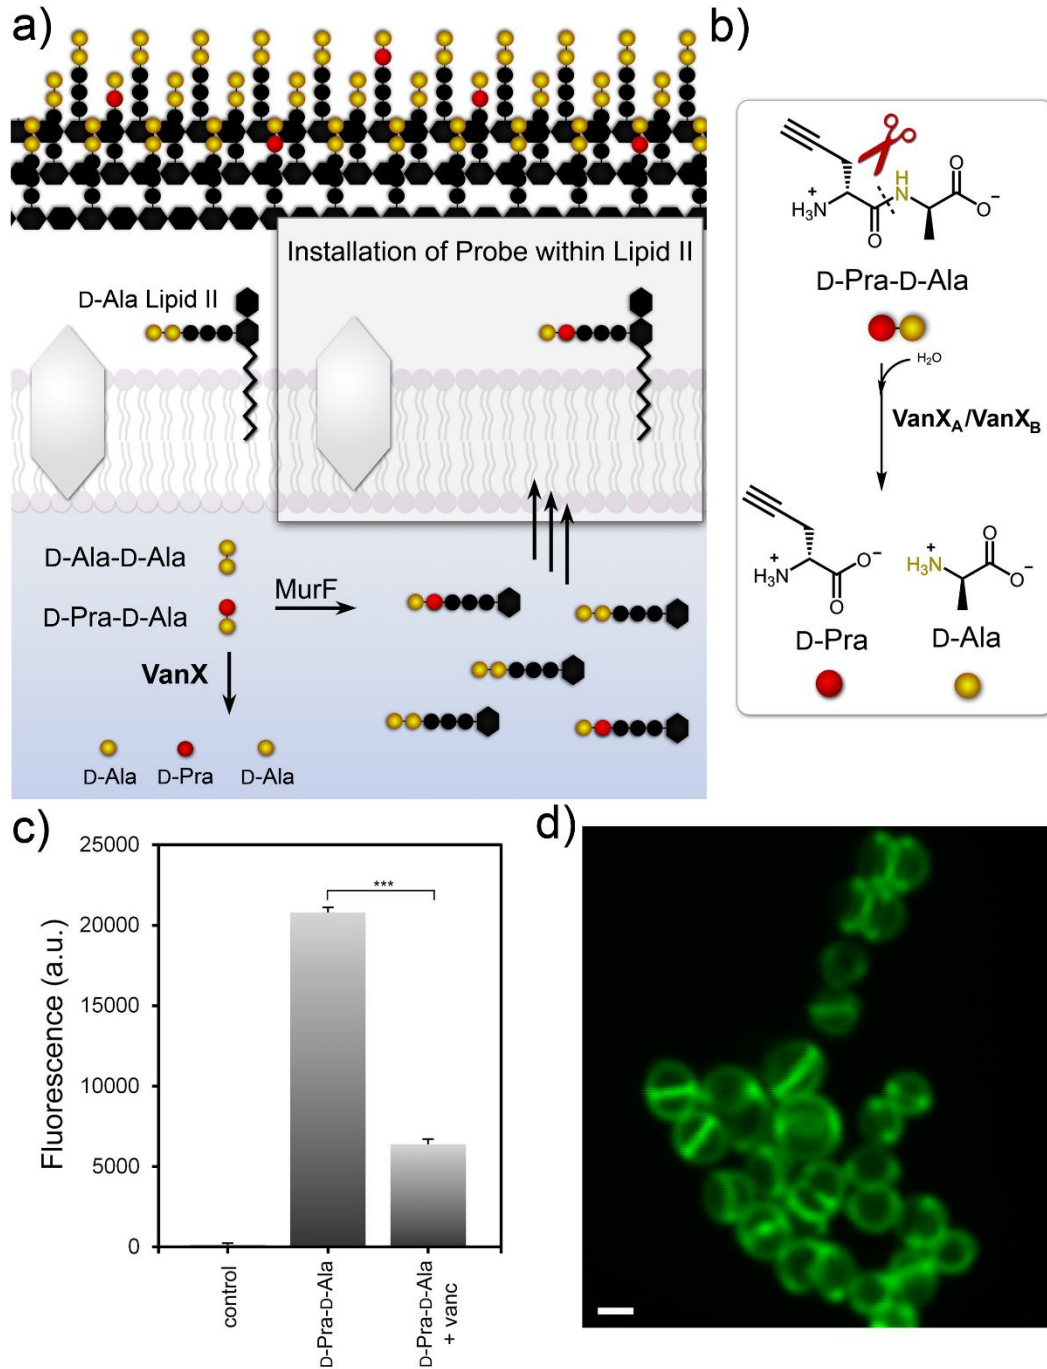 a)
Installation of Probe within Lipid II
D-Ala Lipid II
D-Ala-D-Ala
D-Pra-D-Ala
MurF
VanX
D-Ala D-Pra D-Ala
b)
H
N
O
O⁻
+
H₃N
O
D-Pra-D-Ala
H₂O
VanX_A/VanX_B
+
H₃N
O⁻
O
+
H₃N
O
O⁻
D-Pra
D-Ala
c)
25000
20000
15000
10000
5000
0
Fluorescence (a.u.)
***
control
D-Pra-D-Ala
D-Pra-D-Ala
+ vanc
d)